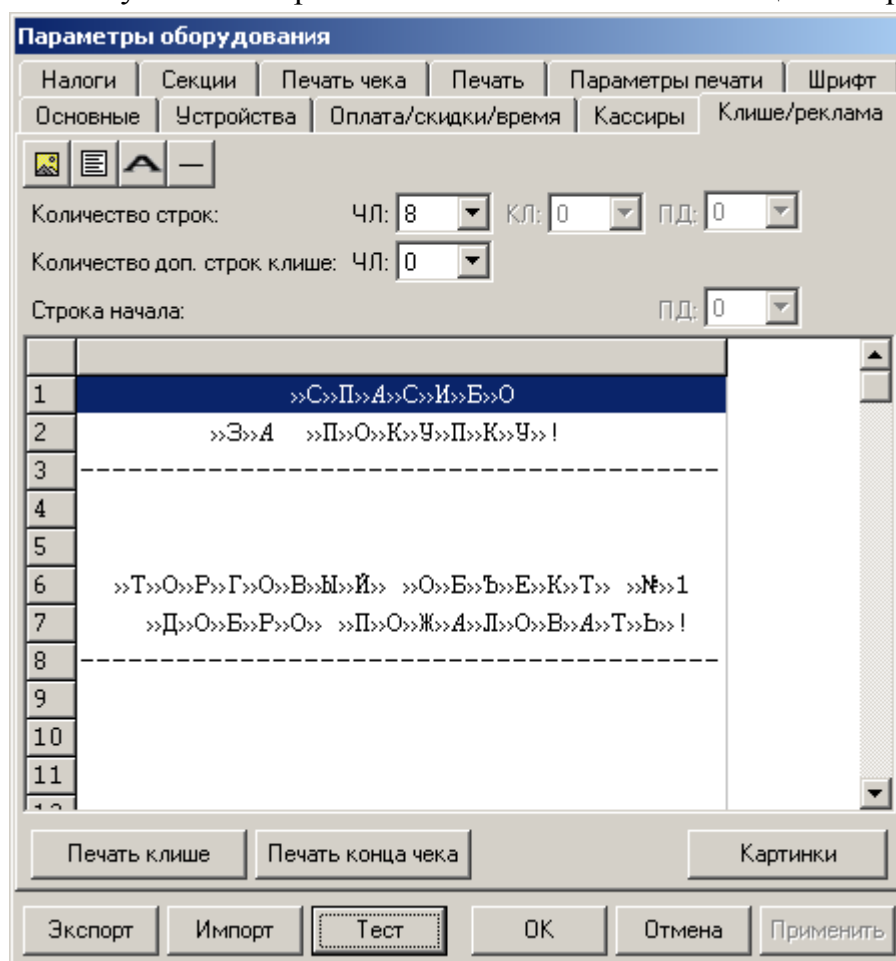 Параметры оборудования
Налоги Секции Печать чека Печать Параметры печати Шрифт
Основные Устройства Оплата/скидки/время Кассиры Клише/реклама
Количество строк: ЧЛ: 8 КЛ: 0 ПД: 0
Количество доп. строк клише: ЧЛ: 0
Строка начала: ПД: 0
1 »С»П»А»С»И»Б»О
2 »З»А »П»О»К»У»П»К»У»!
3 ----------------------------------------
4
5
6 »Т»О»Р»Г»О»В»Ы»Й» »О»Б»Ъ»Е»К»Т» »№»1
7 »Д»О»Б»Р»О» »П»О»Ж»А»Л»О»В»А»Т»Ь»!
8 ----------------------------------------
9
10
11
Печать клише Печать конца чека Картинки
Экспорт Импорт Тест OK Отмена Применить